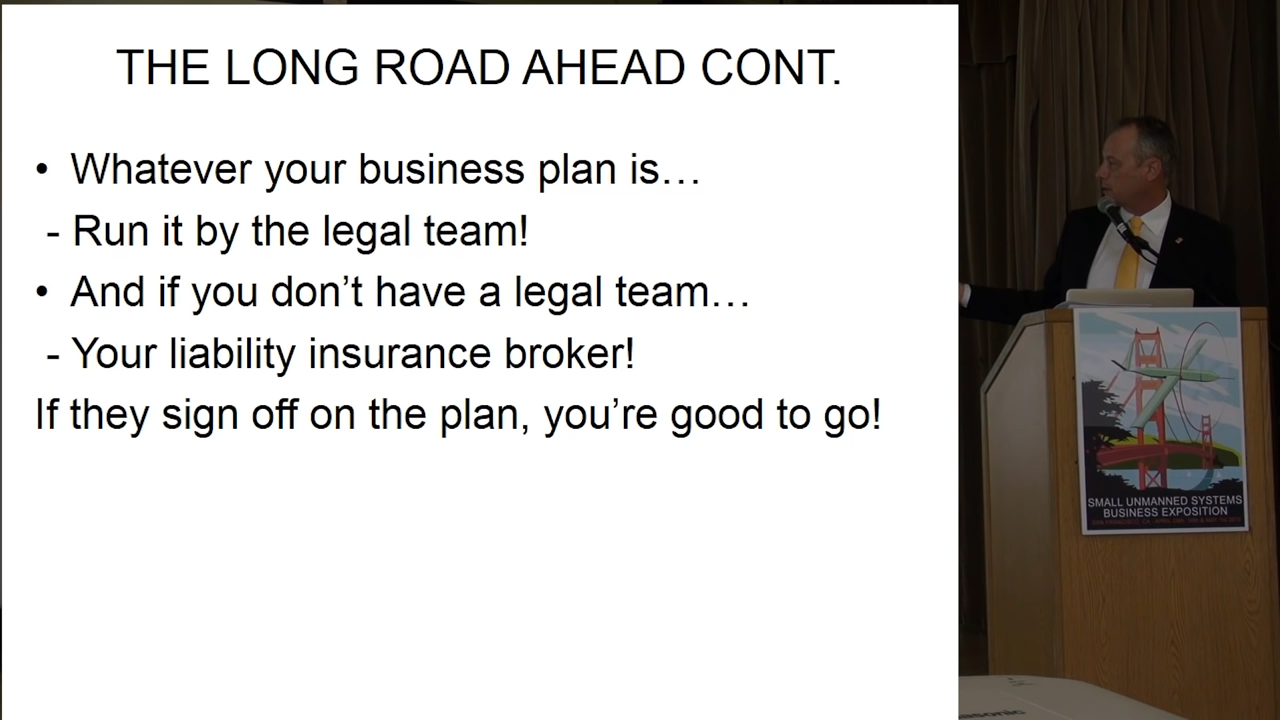 THE LONG ROAD AHEAD CONT.
• Whatever your business plan is…
- Run it by the legal team!
• And if you don’t have a legal team…
- Your liability insurance broker!
If they sign off on the plan, you’re good to go!
SMALL UNMANNED SYSTEMS
BUSINESS EXPOSITION